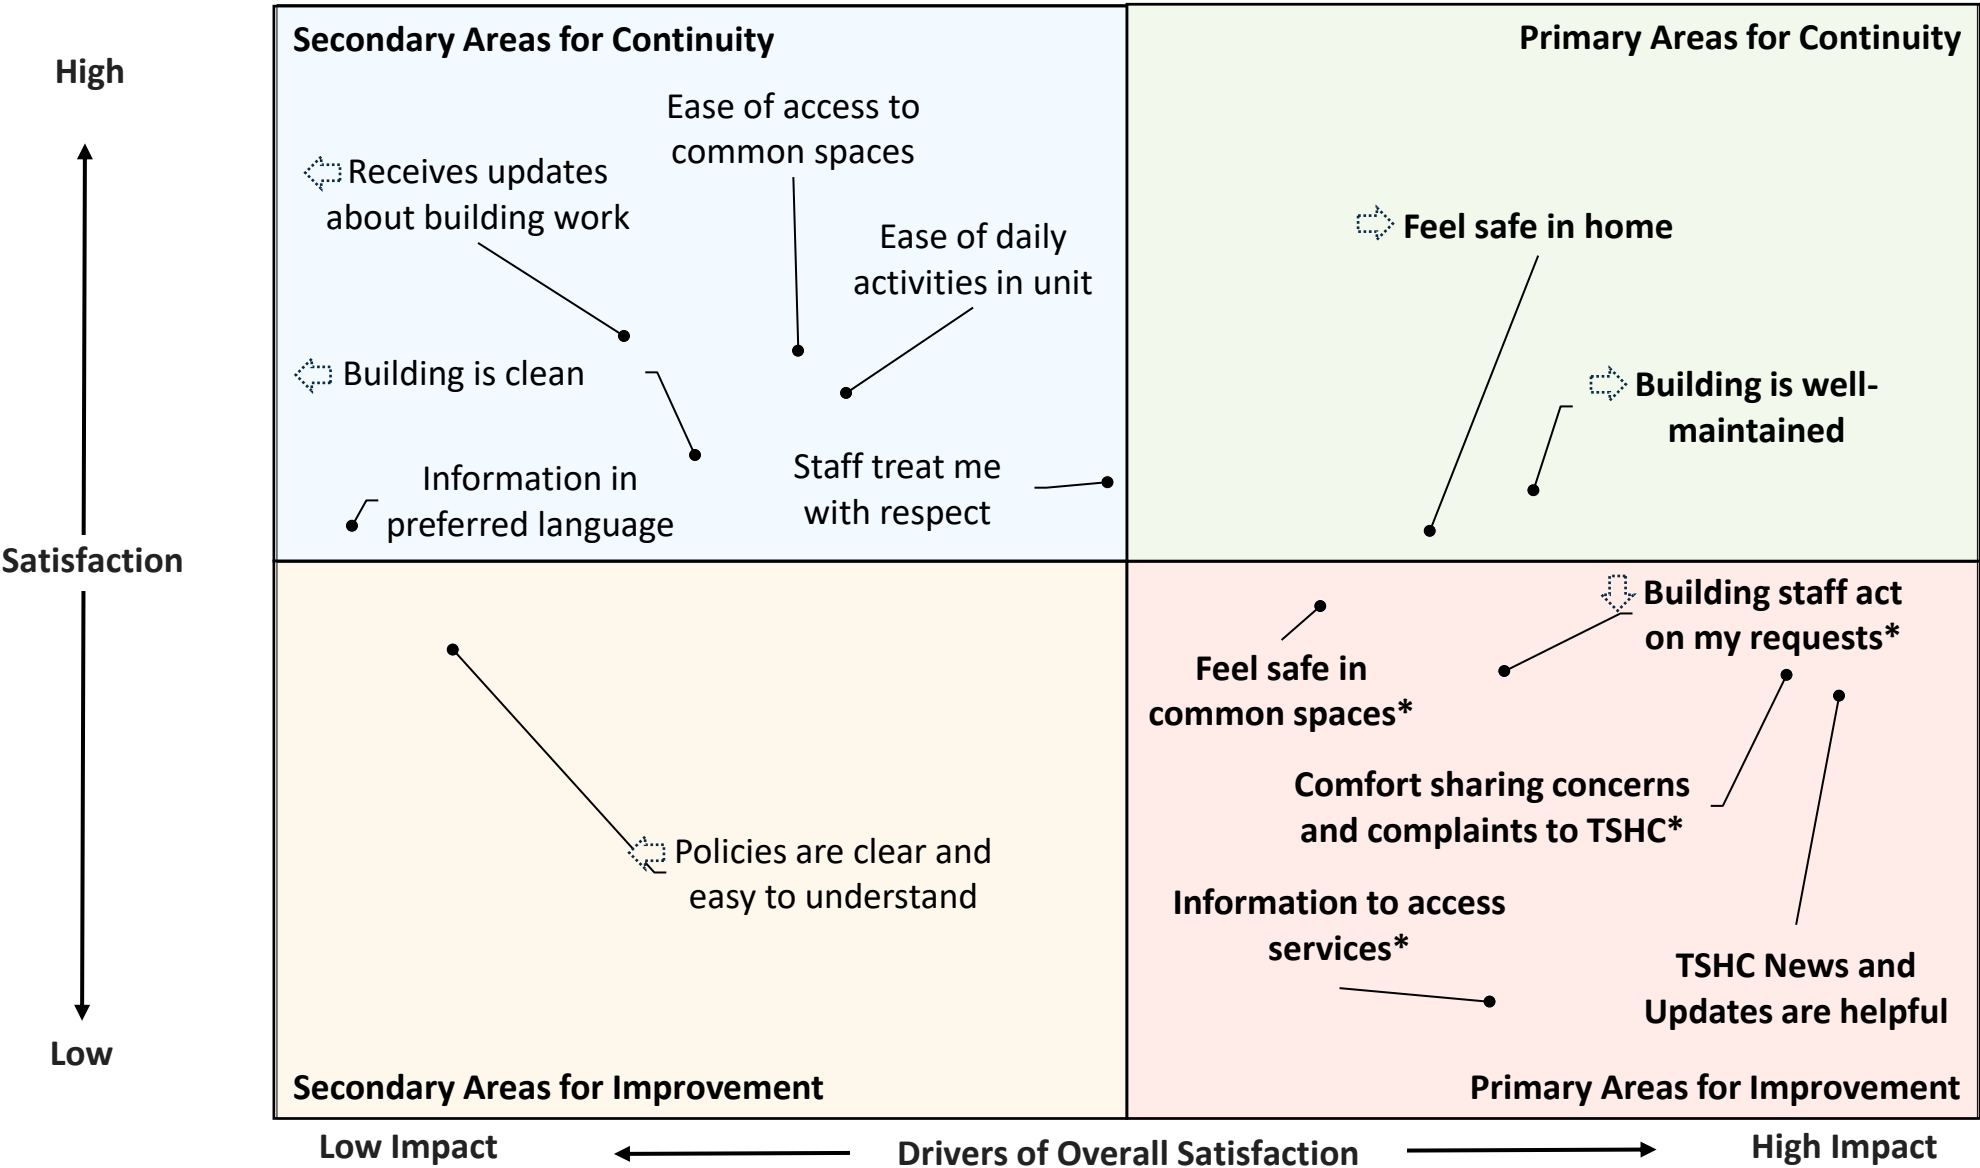 Secondary Areas for Continuity
Primary Areas for Continuity
High
Ease of access to
common spaces
Receives updates
about building work
Feel safe in home
Ease of daily
activities in unit
Building is clean
Building is well-
maintained
Information in
preferred language
Staff treat me
with respect
Satisfaction
Building staff act
on my requests*
Feel safe in
common spaces*
Comfort sharing concerns
and complaints to TSHC*
Policies are clear and
easy to understand
Information to access
services*
TSHC News and
Updates are helpful
Low
Secondary Areas for Improvement
Primary Areas for Improvement
Low Impact
Drivers of Overall Satisfaction
High Impact